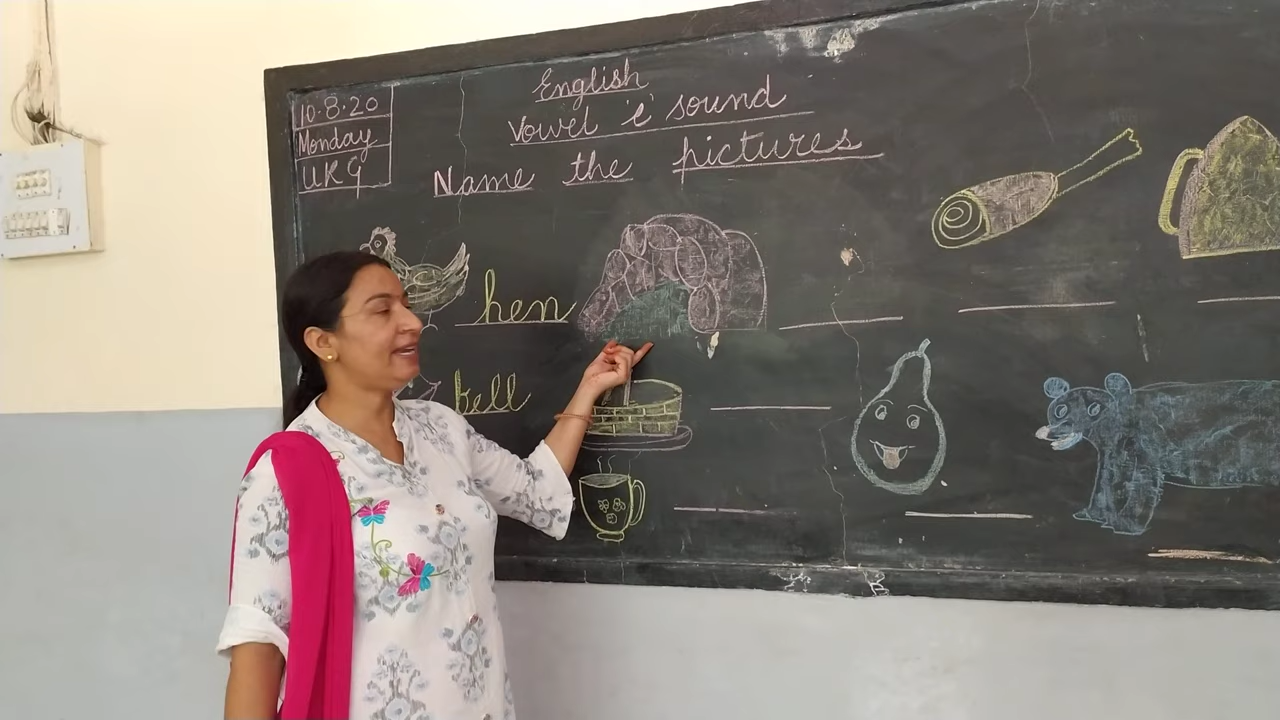 10.8.20
Monday
UKG
English
Vowel 'e' sound
Name the pictures
hen
bell